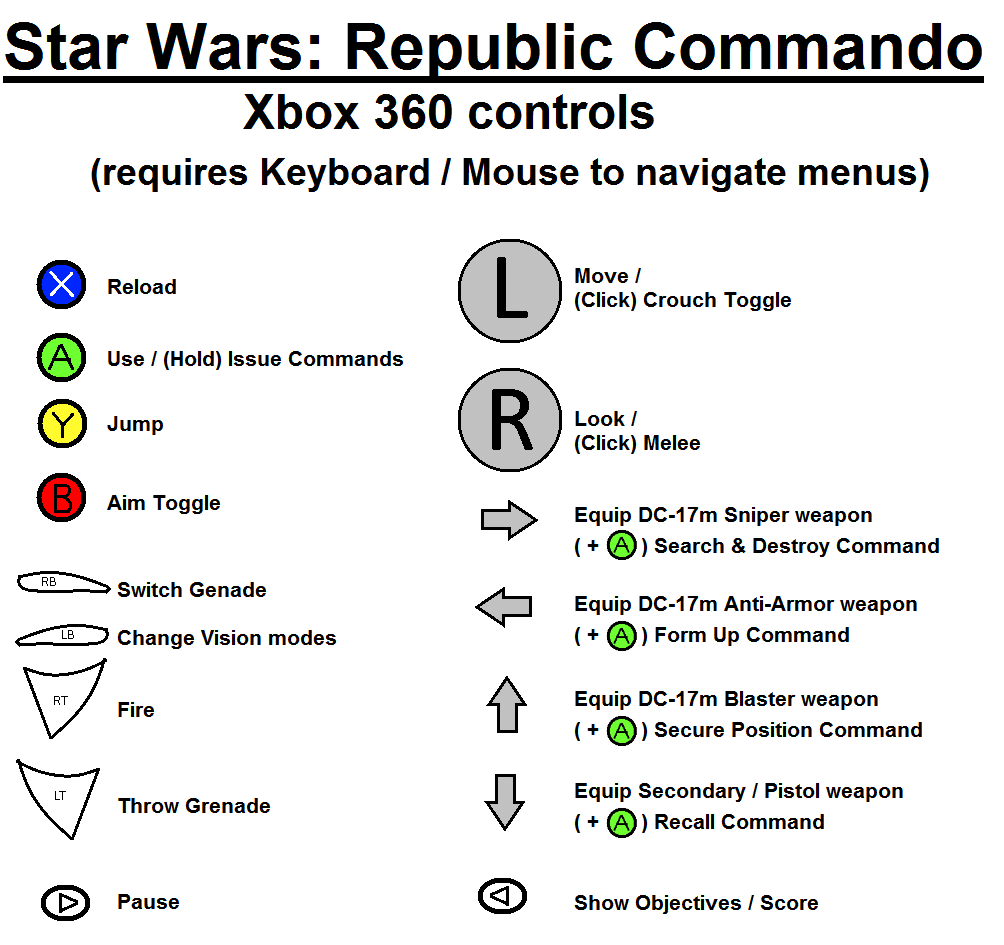 Star Wars: Republic Commando
Xbox 360 controls
(requires Keyboard / Mouse to navigate menus)
X Reload
A Use / (Hold) Issue Commands
Y Jump
B Aim Toggle
RB Switch Genade
LB Change Vision modes
RT Fire
LT Throw Grenade
Pause
L Move /
(Click) Crouch Toggle
R Look /
(Click) Melee
Equip DC-17m Sniper weapon
( + A ) Search & Destroy Command
Equip DC-17m Anti-Armor weapon
( + A ) Form Up Command
Equip DC-17m Blaster weapon
( + A ) Secure Position Command
Equip Secondary / Pistol weapon
( + A ) Recall Command
Show Objectives / Score